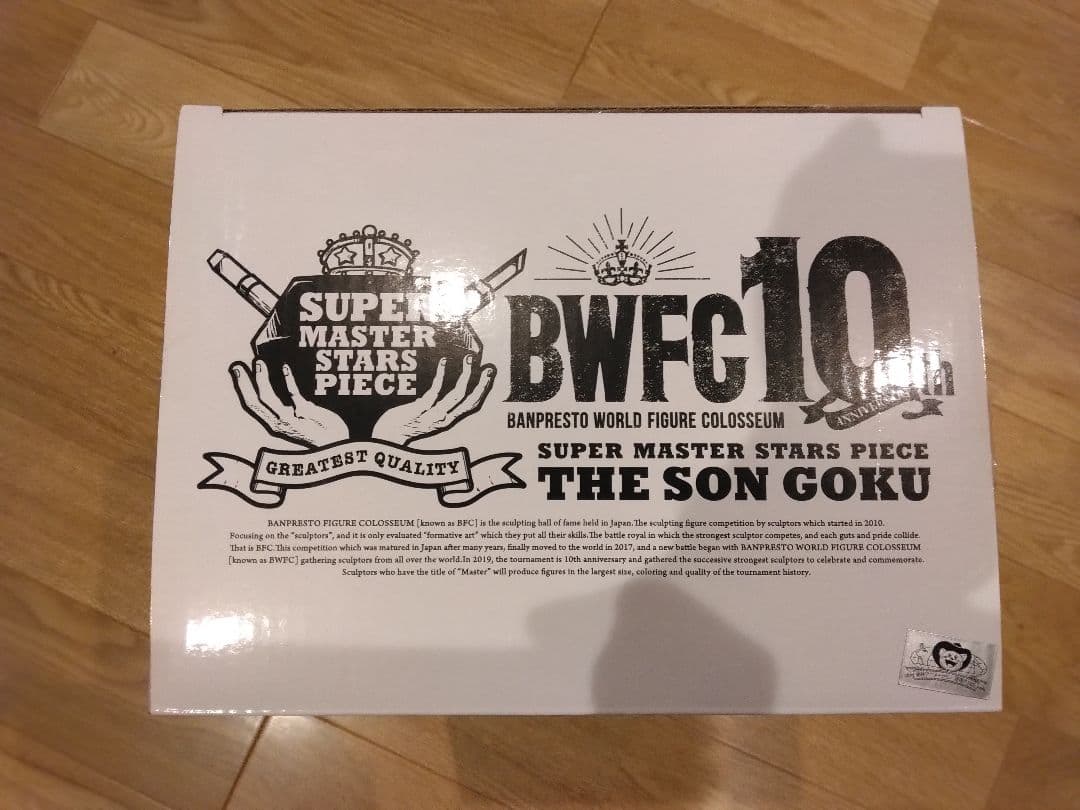 SUPER
MASTER
STARS
PIECE
GREATEST QUALITY
BWFC10th
ANNIVERSARY
BANPRESTO WORLD FIGURE COLOSSEUM
SUPER MASTER STARS PIECE
THE SON GOKU
BANPRESTO FIGURE COLOSSEUM [known as BFC] is the sculpting hall of fame held in Japan.The sculpting figure competition by sculptors which started in 2010.
Focusing on the "sculptors", and it is only evaluated "formative art" which they put all their skills.The battle royal in which the strongest sculptor competes, and each guts and pride collide.
That is BFC.This competition which was matured in Japan after many years, finally moved to the world in 2017, and a new battle began with BANPRESTO WORLD FIGURE COLOSSEUM
[known as BWFC] gathering sculptors from all over the world.In 2019, the tournament is 10th anniversary and gathered the successive strongest sculptors to celebrate and commemorate.
Sculptors who have the title of "Master" will produce figures in the largest size, coloring and quality of the tournament history.